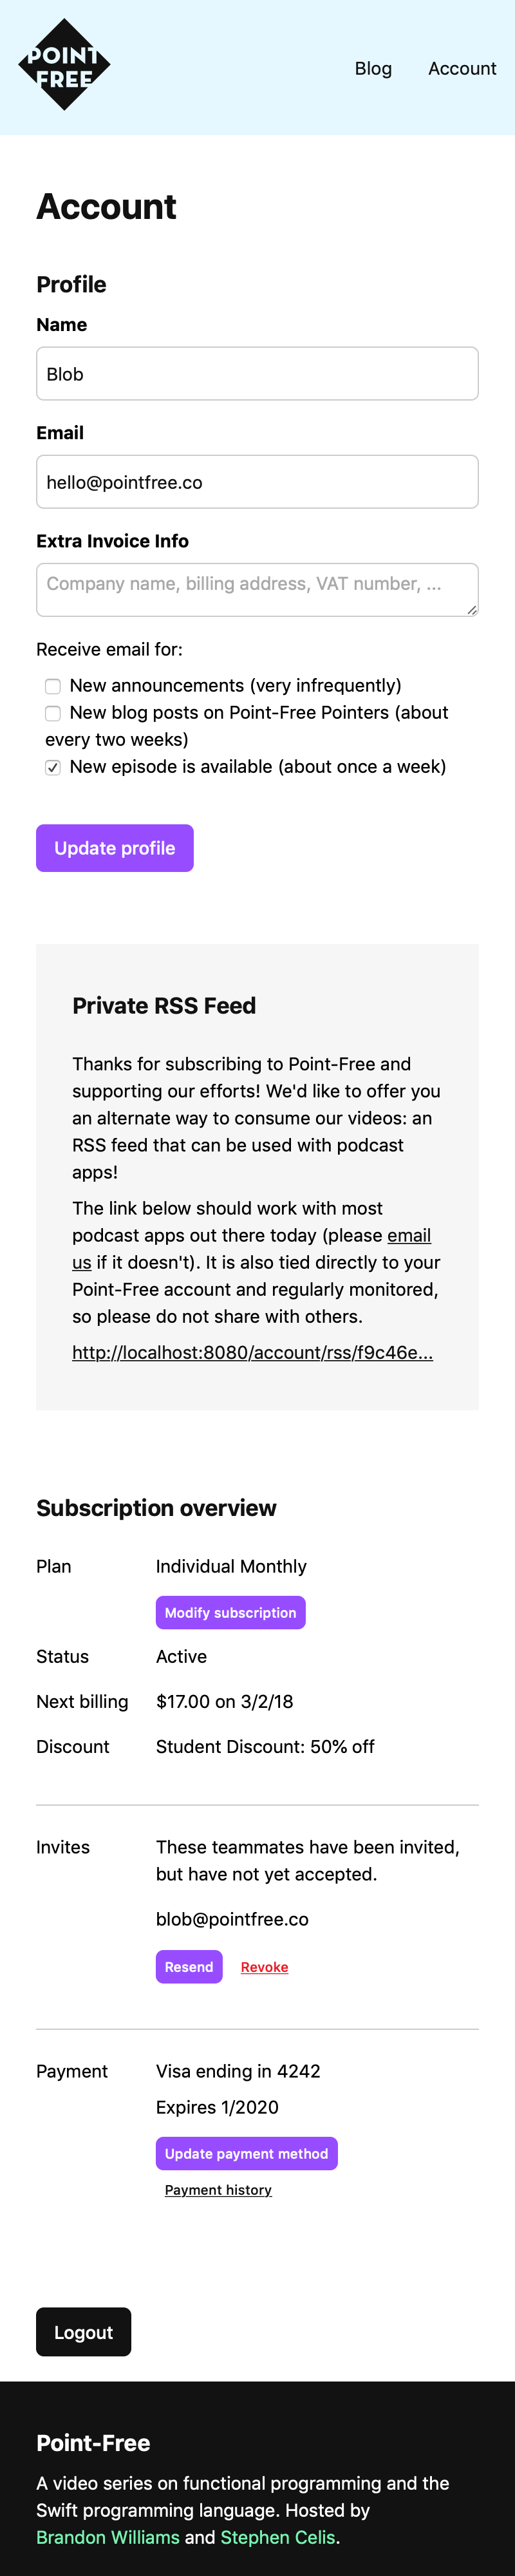 POINT
FREE
Blog
Account
Account
Profile
Name
Blob
Email
hello@pointfree.co
Extra Invoice Info
Company name, billing address, VAT number, ...
Receive email for:
New announcements (very infrequently)
New blog posts on Point-Free Pointers (about
every two weeks)
New episode is available (about once a week)
Update profile
Private RSS Feed
Thanks for subscribing to Point-Free and
supporting our efforts! We'd like to offer you
an alternate way to consume our videos: an
RSS feed that can be used with podcast
apps!
The link below should work with most
podcast apps out there today (please email
us if it doesn't). It is also tied directly to your
Point-Free account and regularly monitored,
so please do not share with others.
http://localhost:8080/account/rss/f9c46e...
Subscription overview
Plan
Individual Monthly
Modify subscription
Status
Active
Next billing
$17.00 on 3/2/18
Discount
Student Discount: 50% off
Invites
These teammates have been invited,
but have not yet accepted.
blob@pointfree.co
Resend
Revoke
Payment
Visa ending in 4242
Expires 1/2020
Update payment method
Payment history
Logout
Point-Free
A video series on functional programming and the
Swift programming language. Hosted by
Brandon Williams and Stephen Celis.